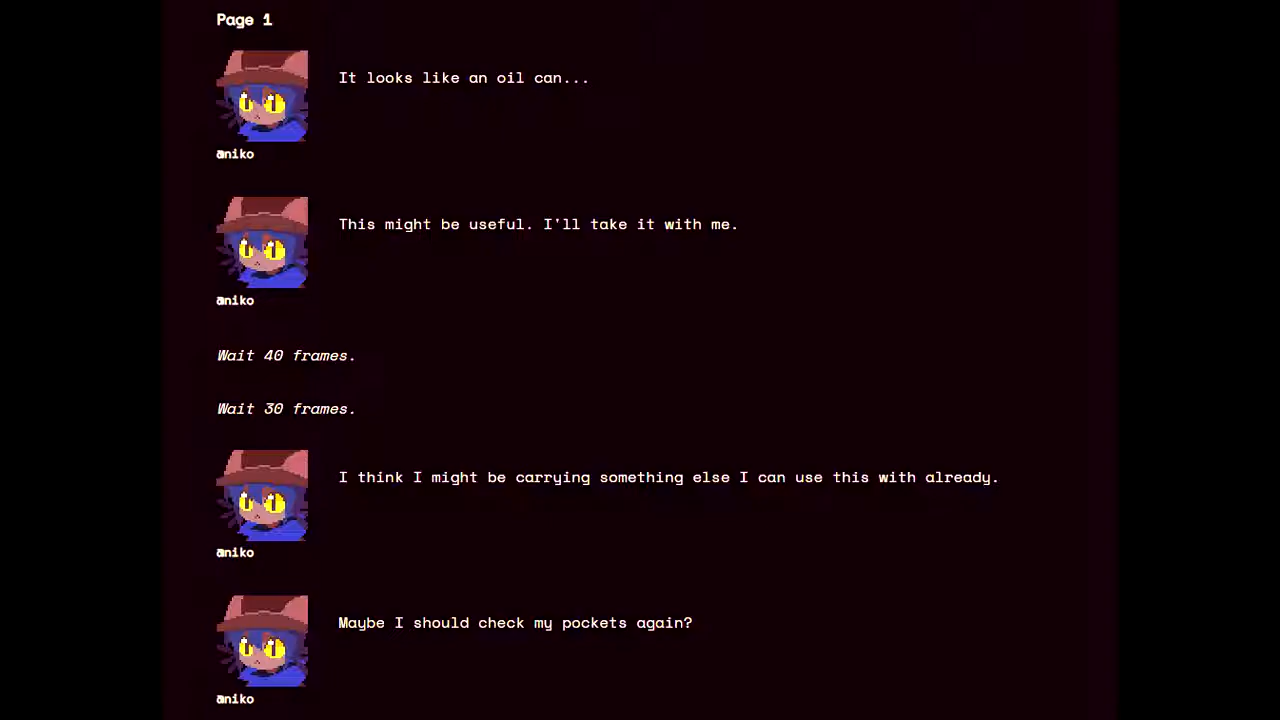 Page 1
It looks like an oil can...
@niko
This might be useful. I'll take it with me.
@niko
Wait 40 frames.
Wait 30 frames.
I think I might be carrying something else I can use this with already.
@niko
Maybe I should check my pockets again?
@niko